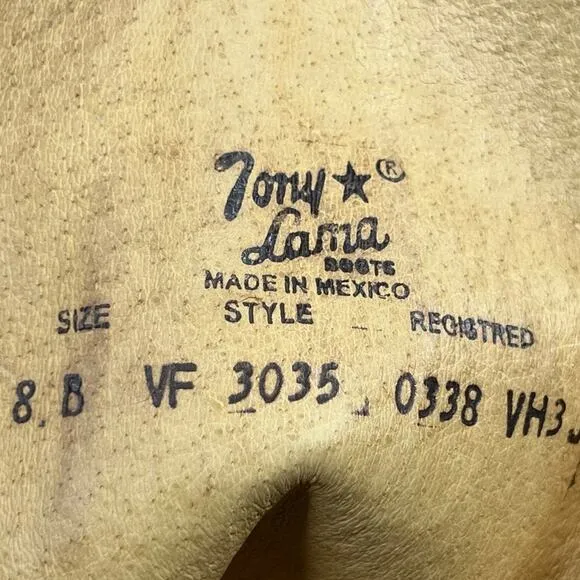 Tony ★ ®
Lama
BOOTS
MADE IN MEXICO
SIZE STYLE REGISTRED
8. B VF 3035 0338 VH3